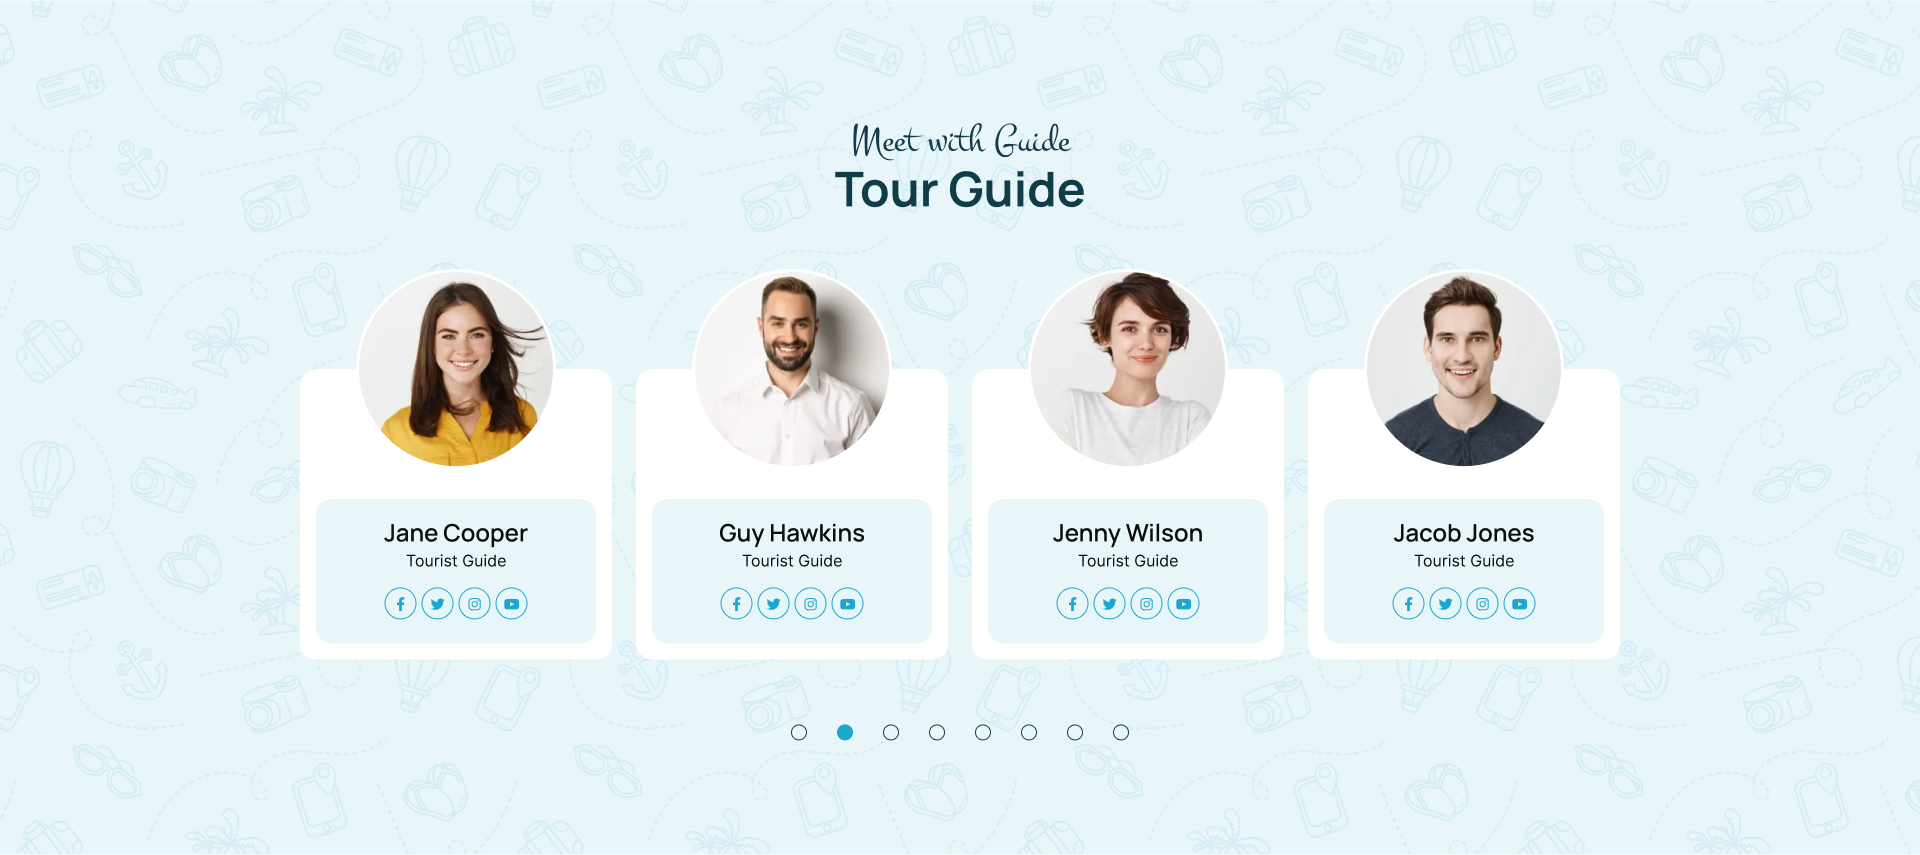 Meet with Guide
Tour Guide
Jane Cooper
Tourist Guide
Guy Hawkins
Tourist Guide
Jenny Wilson
Tourist Guide
Jacob Jones
Tourist Guide